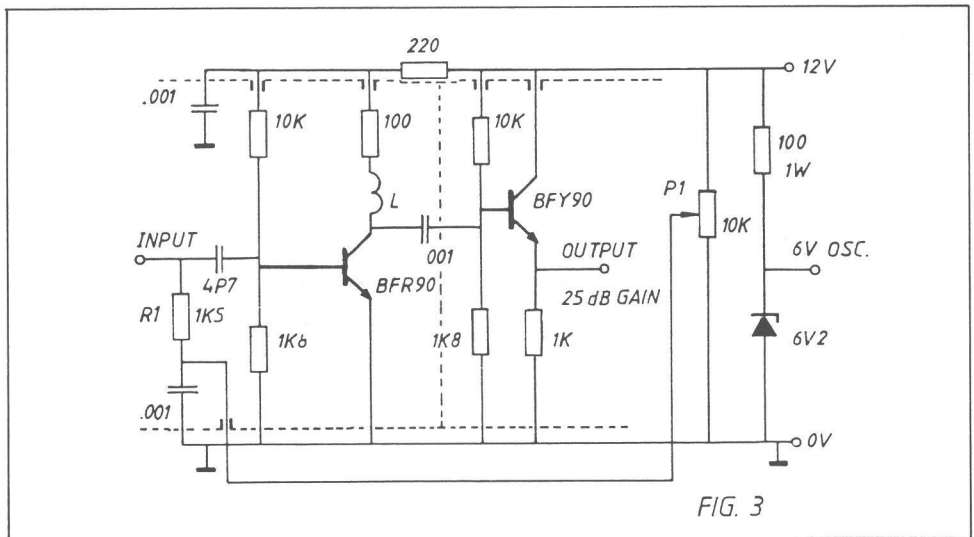 220
12V
.001
10K
100
10K
100
1W
P1
L
BFY90
10K
INPUT
OUTPUT
6V OSC.
4P7
001
BFR90
25 dB GAIN
R1
1K5
1K6
1K8
1K
6V2
.001
0V
FIG. 3